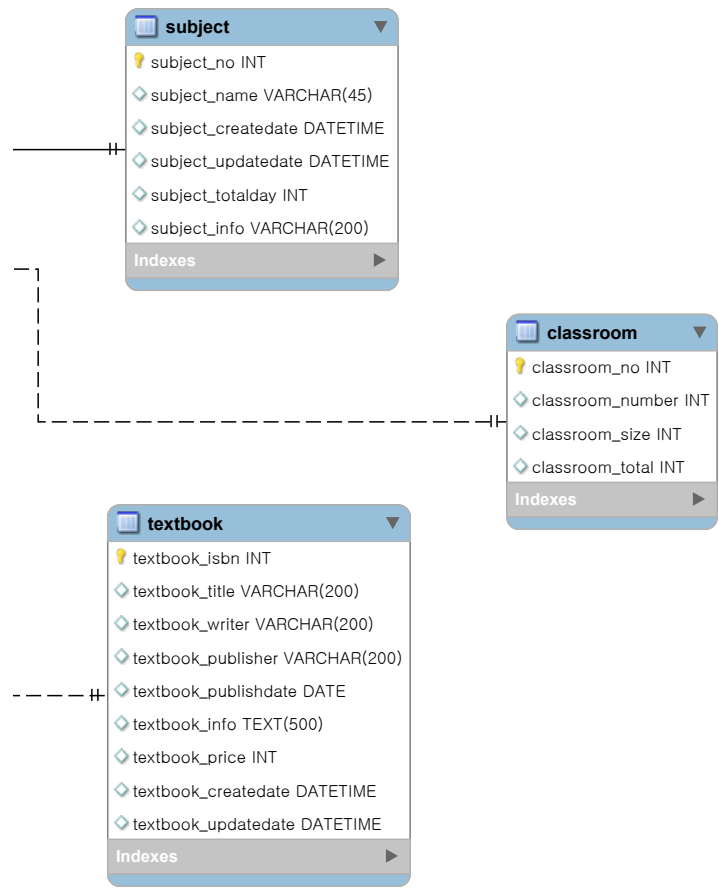 subject
subject_no INT
subject_name VARCHAR(45)
subject_createdate DATETIME
subject_updatedate DATETIME
subject_totalday INT
subject_info VARCHAR(200)
Indexes
classroom
classroom_no INT
classroom_number INT
classroom_size INT
classroom_total INT
Indexes
textbook
textbook_isbn INT
textbook_title VARCHAR(200)
textbook_writer VARCHAR(200)
textbook_publisher VARCHAR(200)
textbook_publishdate DATE
textbook_info TEXT(500)
textbook_price INT
textbook_createdate DATETIME
textbook_updatedate DATETIME
Indexes